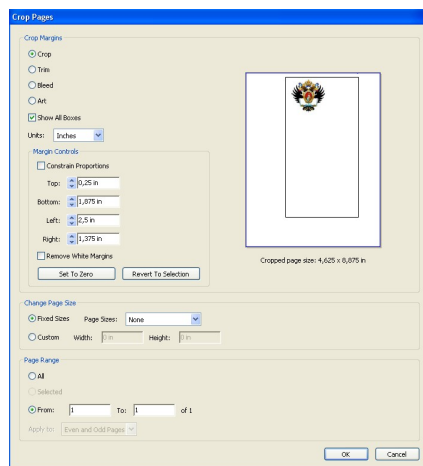 Crop Pages
Crop Margins
Crop
Trim
Bleed
Art
Show All Boxes
Units: Inches
Margin Controls
Constrain Proportions
Top: 0,25 in
Bottom: 1,875 in
Left: 2,5 in
Right: 1,375 in
Remove White Margins
Set To Zero Revert To Selection
Cropped page size: 4,625 x 8,875 in
Change Page Size
Fixed Sizes Page Sizes: None
Custom Width: 0 in Height: 0 in
Page Range
All
Selected
From: 1 To: 1 of 1
Apply to: Even and Odd Pages
OK Cancel